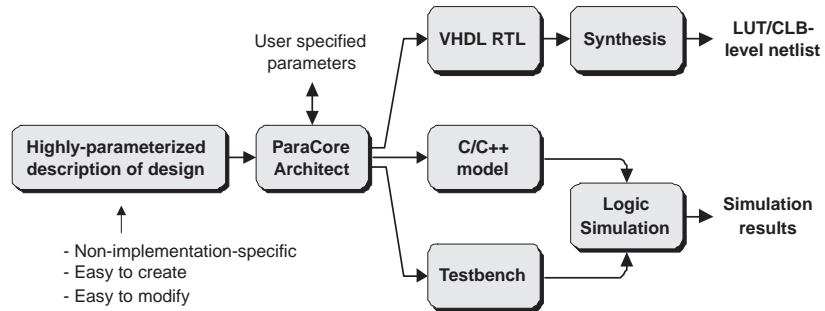 User specified
parameters
VHDL RTL
Synthesis
LUT/CLB-
level netlist
Highly-parameterized
description of design
ParaCore
Architect
C/C++
model
Logic
Simulation
Simulation
results
- Non-implementation-specific
- Easy to create
- Easy to modify
Testbench